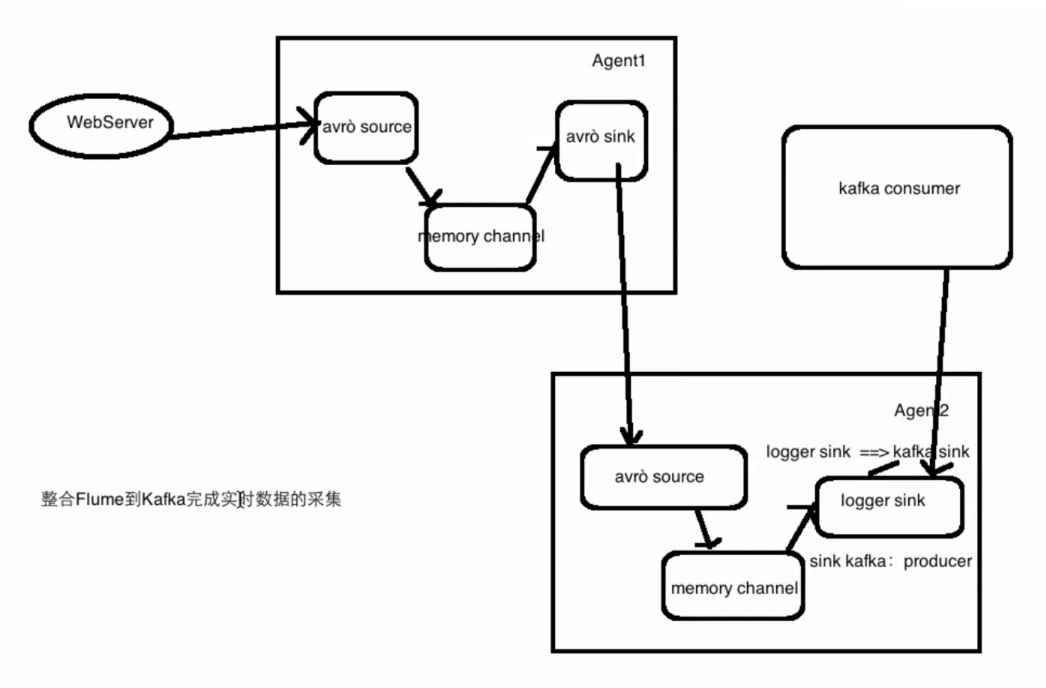 Agent1
WebServer
avrò source
avrò sink
memory channel
kafka consumer
Agent2
logger sink ==> kafka sink
avrò source
logger sink
整合Flume到Kafka完成实时数据的采集
sink kafka：producer
memory channel